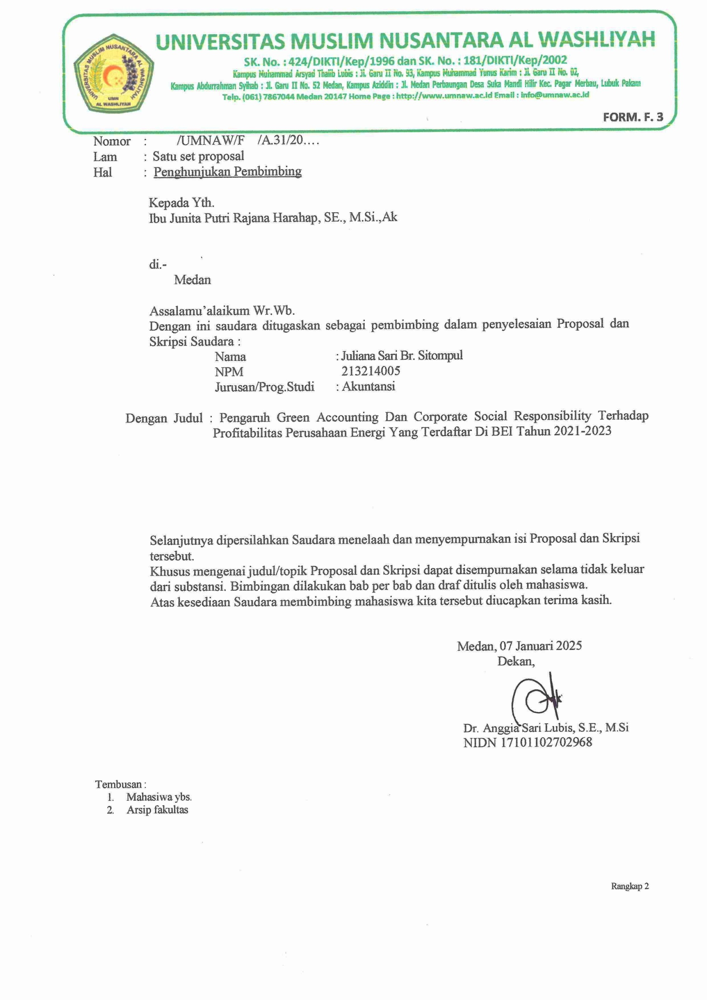 UNIVERSITAS MUSLIM NUSANTARA AL WASHLIYAH
UMN
AL WASHLIYAH
UNIVERSITAS MUSLIM NUSANTARA AL WASHLIYAH
SK. No. : 424/DIKTI/Kep/1996 dan SK. No. : 181/DIKTI/Kep/2002
Kampus Muhammad Arsyad Thalib Lubis : Jl. Garu II No. 93, Kampus Muhammad Yunus Karim : Jl. Garu II No. 02,
Kampus Abdurrahman Syihab : Jl. Garu II No. 52 Medan, Kampus Aziddin : Jl. Medan Perbaungan Desa Suka Mandi Hilir Kec. Pagar Merbau, Lubuk Pakam
Telp. (061) 7867044 Medan 20147 Home Page : http://www.umnaw.ac.id Email : info@umnaw.ac.id
FORM. F. 3
Nomor : /UMNAW/F /A.31/20....
Lam : Satu set proposal
Hal : Penghunjukan Pembimbing
Kepada Yth.
Ibu Junita Putri Rajana Harahap, SE., M.Si.,Ak
di.-
Medan
Assalamu’alaikum Wr.Wb.
Dengan ini saudara ditugaskan sebagai pembimbing dalam penyelesaian Proposal dan
Skripsi Saudara :
Nama : Juliana Sari Br. Sitompul
NPM 213214005
Jurusan/Prog.Studi : Akuntansi
Dengan Judul : Pengaruh Green Accounting Dan Corporate Social Responsibility Terhadap
Profitabilitas Perusahaan Energi Yang Terdaftar Di BEI Tahun 2021-2023
Selanjutnya dipersilahkan Saudara menelaah dan menyempurnakan isi Proposal dan Skripsi
tersebut.
Khusus mengenai judul/topik Proposal dan Skripsi dapat disempurnakan selama tidak keluar
dari substansi. Bimbingan dilakukan bab per bab dan draf ditulis oleh mahasiswa.
Atas kesediaan Saudara membimbing mahasiswa kita tersebut diucapkan terima kasih.
Medan, 07 Januari 2025
Dekan,
Dr. Anggia Sari Lubis, S.E., M.Si
NIDN 17101102702968
Tembusan :
1. Mahasiwa ybs.
2. Arsip fakultas
Rangkap 2